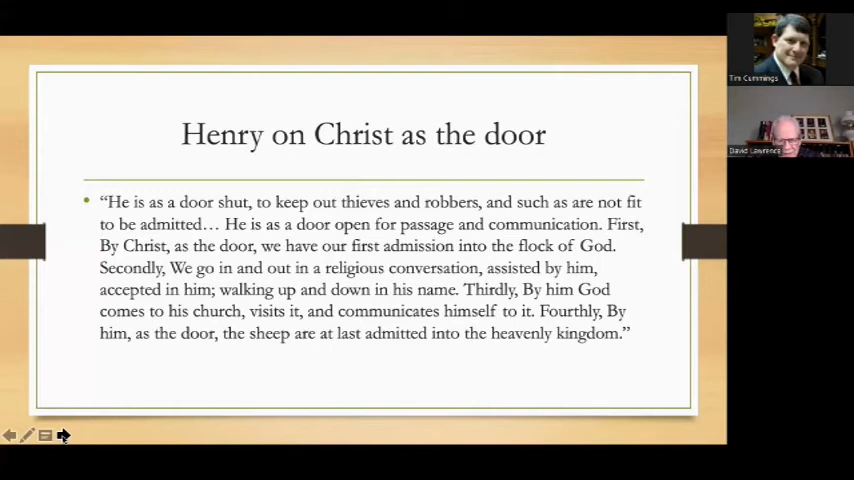 Henry on Christ as the door
“He is as a door shut, to keep out thieves and robbers, and such as are not fit
to be admitted… He is as a door open for passage and communication. First,
By Christ, as the door, we have our first admission into the flock of God.
Secondly, We go in and out in a religious conversation, assisted by him,
accepted in him; walking up and down in his name. Thirdly, By him God
comes to his church, visits it, and communicates himself to it. Fourthly, By
him, as the door, the sheep are at last admitted into the heavenly kingdom.”
Tim Cummings
David Lawrence